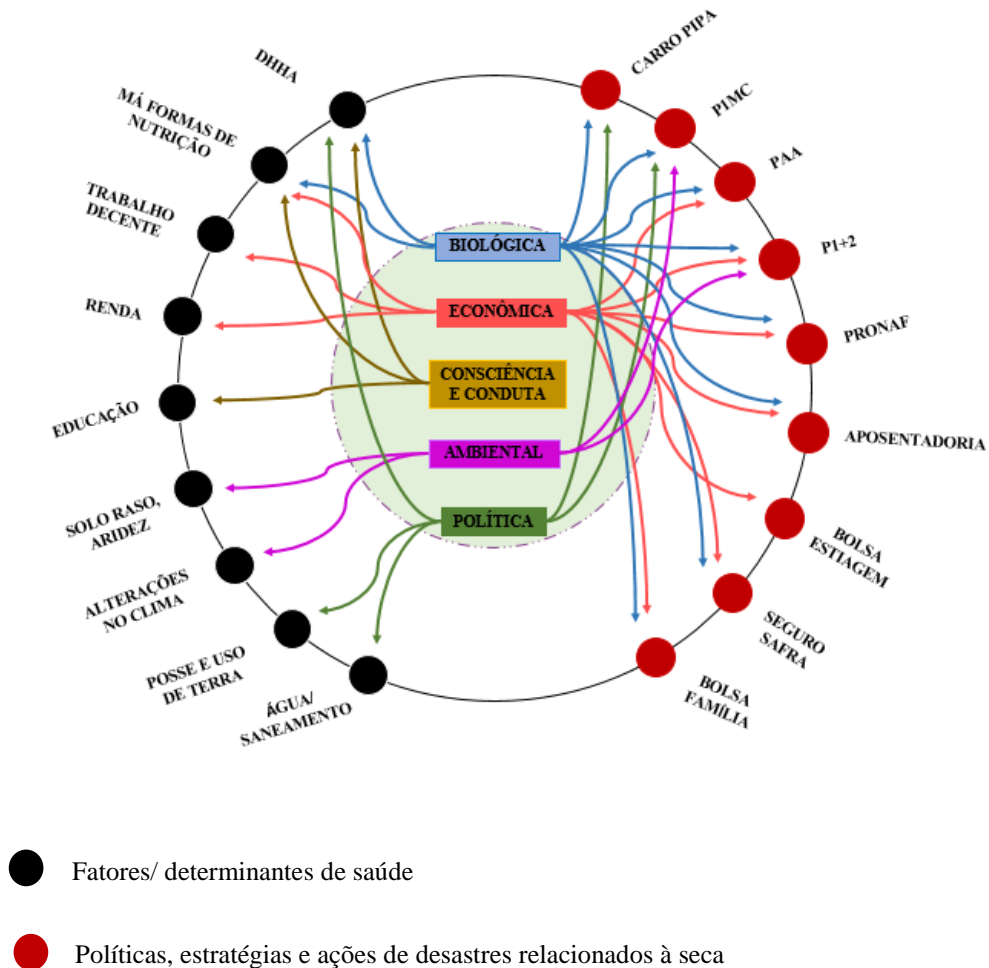 DHHA
MÁ FORMAS DE
NUTRIÇÃO
TRABALHO
DECENTE
RENDA
EDUCAÇÃO
SOLO RASO,
ARIDEZ
ALTERAÇÕES
NO CLIMA
POSSE E USO
DE TERRA
ÁGUA/
SANEAMENTO
BIOLÓGICA
ECONÔMICA
CONSCIÊNCIA
E CONDUTA
AMBIENTAL
POLÍTICA
CARRO PIPA
P1MC
PAA
P1+2
PRONAF
APOSENTADORIA
BOLSA
ESTIAGEM
SEGURO
SAFRA
BOLSA
FAMÍLIA
Fatores/ determinantes de saúde
Políticas, estratégias e ações de desastres relacionados à seca